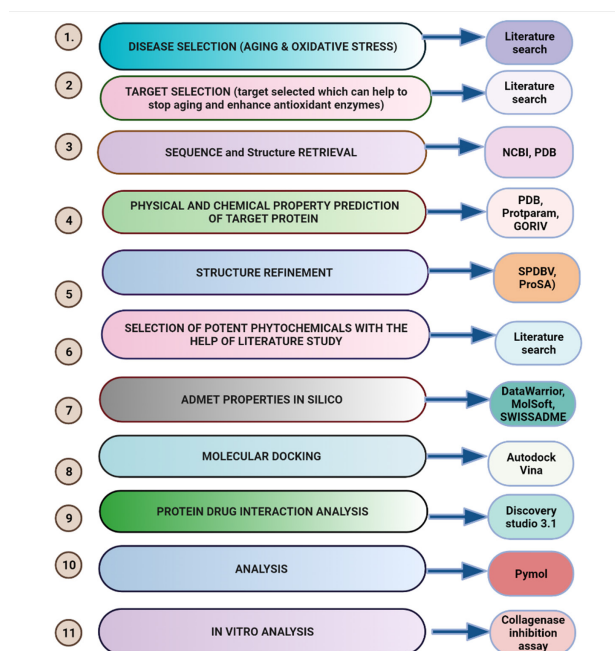 1.
DISEASE SELECTION (AGING & OXIDATIVE STRESS)
Literature
search
2
TARGET SELECTION (target selected which can help to
stop aging and enhance antioxidant enzymes)
Literature
search
3
SEQUENCE and Structure RETRIEVAL
NCBI, PDB
4
PHYSICAL AND CHEMICAL PROPERTY PREDICTION
OF TARGET PROTEIN
PDB,
Protparam,
GORIV
5
STRUCTURE REFINEMENT
SPDBV,
ProSA)
6
SELECTION OF POTENT PHYTOCHEMICALS WITH THE
HELP OF LITERATURE STUDY
Literature
search
7
ADMET PROPERTIES IN SILICO
DataWarrior,
MolSoft,
SWISSADME
8
MOLECULAR DOCKING
Autodock
Vina
9
PROTEIN DRUG INTERACTION ANALYSIS
Discovery
studio 3.1
10
ANALYSIS
Pymol
11
IN VITRO ANALYSIS
Collagenase
inhibition
assay